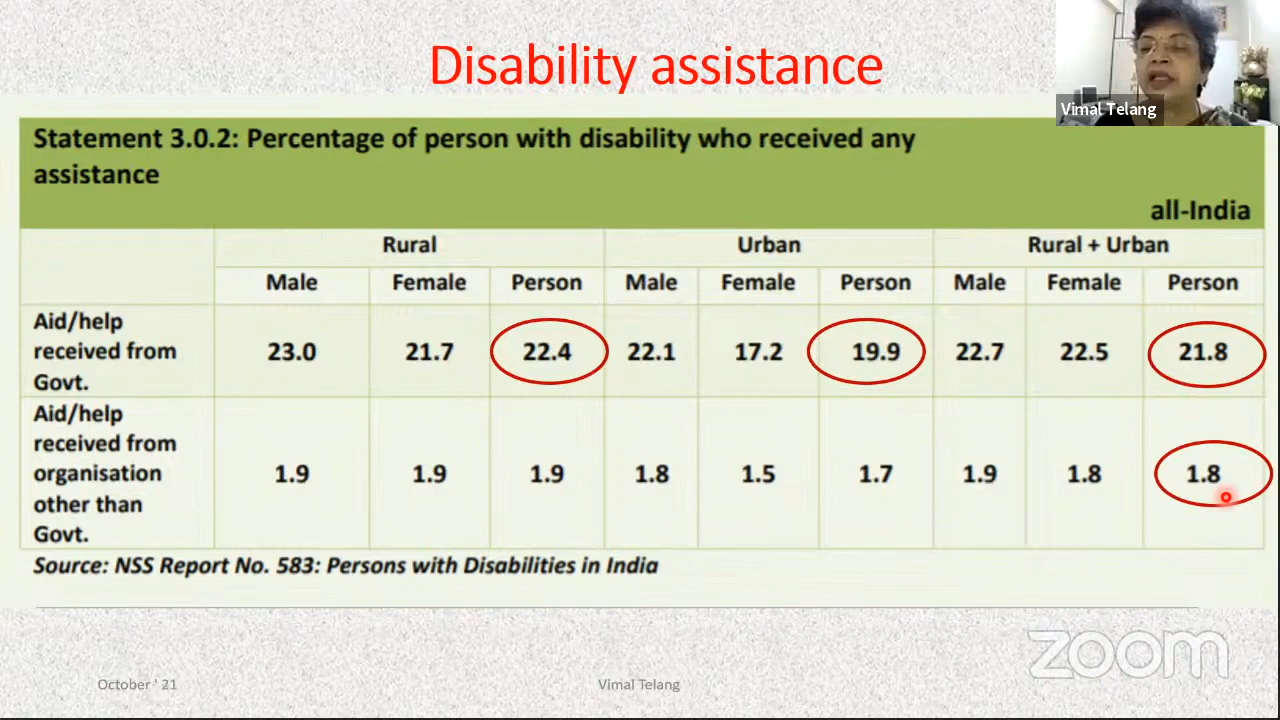 Disability assistance
Vimal Telang
Statement 3.0.2: Percentage of person with disability who received any
assistance
all-India
Rural Urban Rural + Urban
Male Female Person Male Female Person Male Female Person
Aid/help
received from
Govt.
23.0 21.7 22.4 22.1 17.2 19.9 22.7 22.5 21.8
Aid/help
received from
organisation
other than
Govt.
1.9 1.9 1.9 1.8 1.5 1.7 1.9 1.8 1.8
Source: NSS Report No. 583: Persons with Disabilities in India
zoom
October ' 21
Vimal Telang